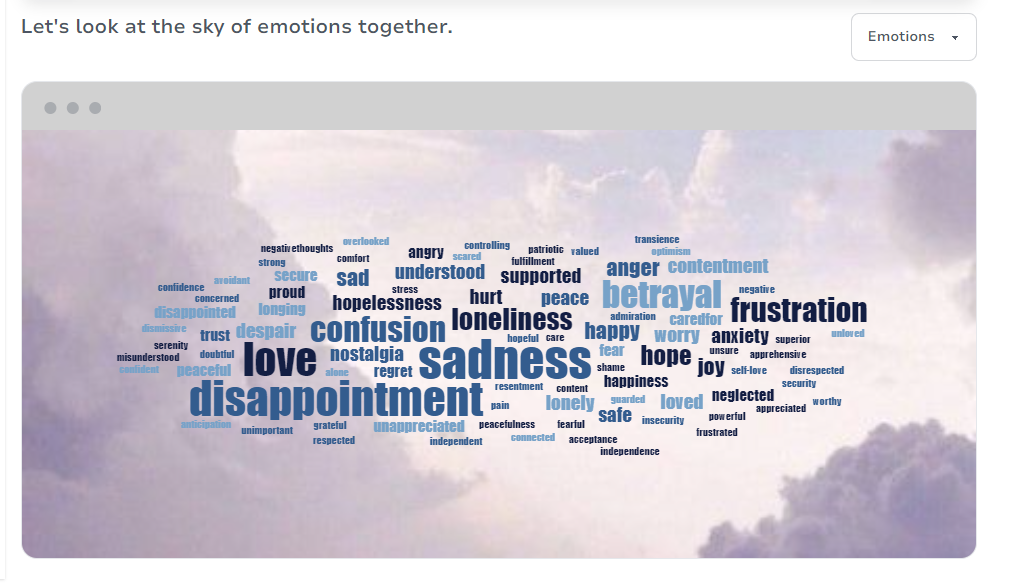 Let's look at the sky of emotions together.
Emotions
transience
overlooked
negativethoughts angry controlling patriotic valued optimism
strong comfort scared fulfillment
avoidant secure sad understood supported anger contentment
confidence stress negative
concerned proud hopelessness hurt peace betrayal frustration
disappointed longing loneliness admiration caredfor
dismissive trust despair confusion hopeful care happy worry anxiety superior unloved
serenity
misunderstood doubtful love nostalgia sadness fear hope unsure apprehensive
confident peaceful alone regret shame joy self-love disrespected
happiness security
disappointment resentment content neglected
pain lonely guarded loved appreciated worthy
anticipation grateful unappreciated peacefulness fearful safe insecurity powerful
unimportant frustrated
respected independent connected acceptance
independence